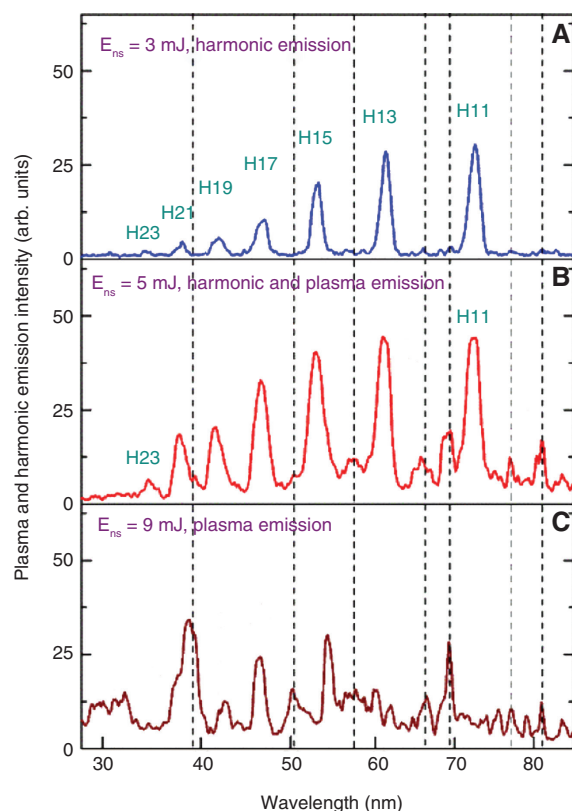 E_ns = 3 mJ, harmonic emission
A
50
25
0
H23
H21
H19
H17
H15
H13
H11
E_ns = 5 mJ, harmonic and plasma emission
B
50
25
0
H23
H11
E_ns = 9 mJ, plasma emission
C
50
25
0
30 40 50 60 70 80
Wavelength (nm)
Plasma and harmonic emission intensity (arb. units)